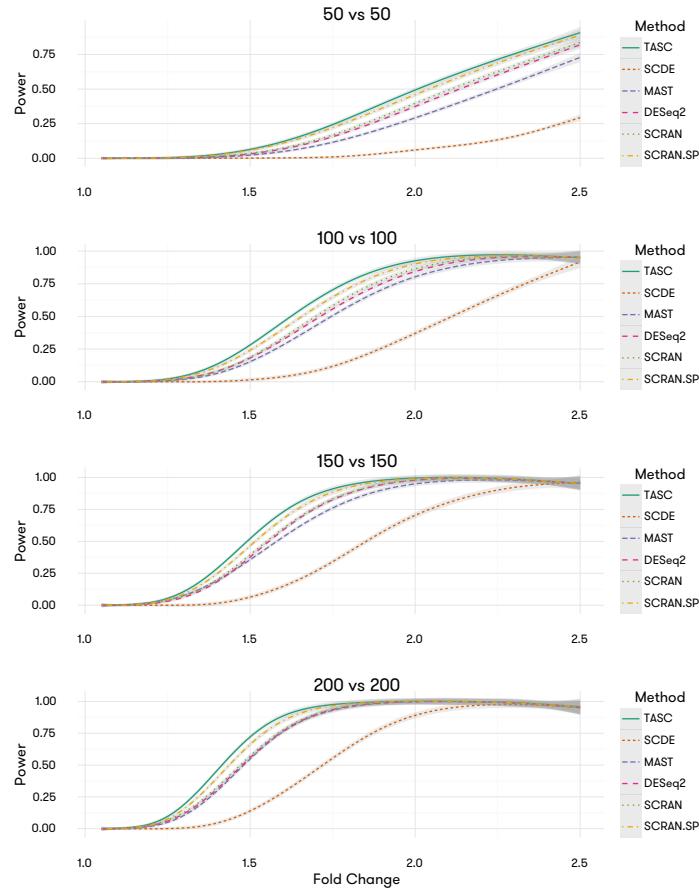 50 vs 50
Power
0.75
0.50
0.25
0.00
1.0
1.5
2.0
2.5
Method
TASC
SCDE
MAST
DESeq2
SCRAN
SCRAN.SP
100 vs 100
Power
1.00
0.75
0.50
0.25
0.00
1.0
1.5
2.0
2.5
Method
TASC
SCDE
MAST
DESeq2
SCRAN
SCRAN.SP
150 vs 150
Power
1.00
0.75
0.50
0.25
0.00
1.0
1.5
2.0
2.5
Method
TASC
SCDE
MAST
DESeq2
SCRAN
SCRAN.SP
200 vs 200
Power
1.00
0.75
0.50
0.25
0.00
1.0
1.5
2.0
2.5
Fold Change
Method
TASC
SCDE
MAST
DESeq2
SCRAN
SCRAN.SP